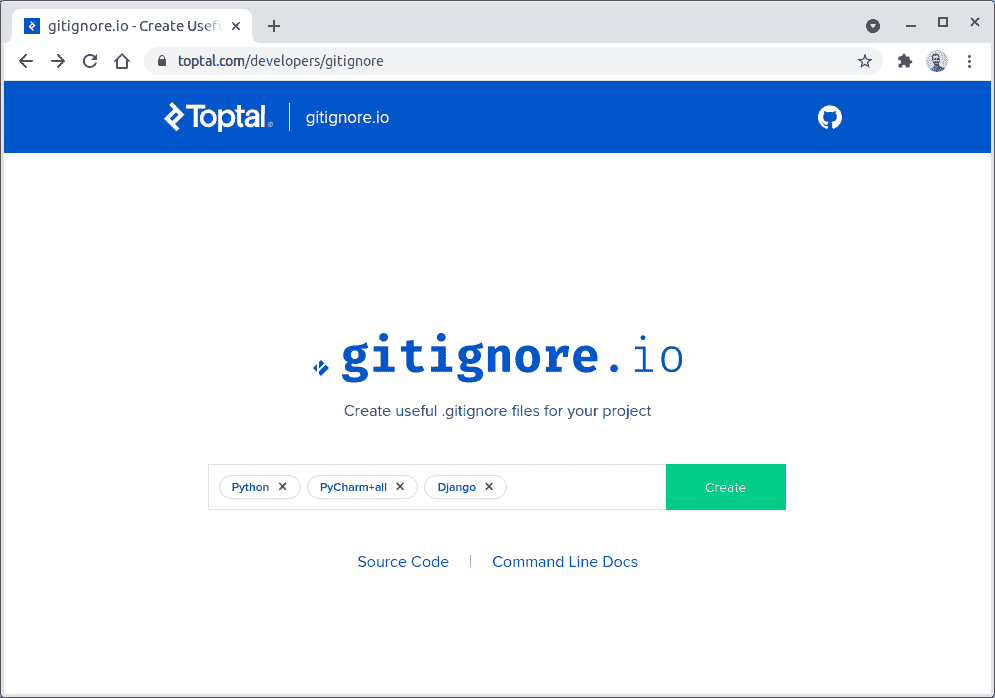 gitignore.io - Create Usefu
toptal.com/developers/gitignore
Toptal. gitignore.io
.gitignore.io
Create useful .gitignore files for your project
Python PyCharm+all Django Create
Source Code | Command Line Docs